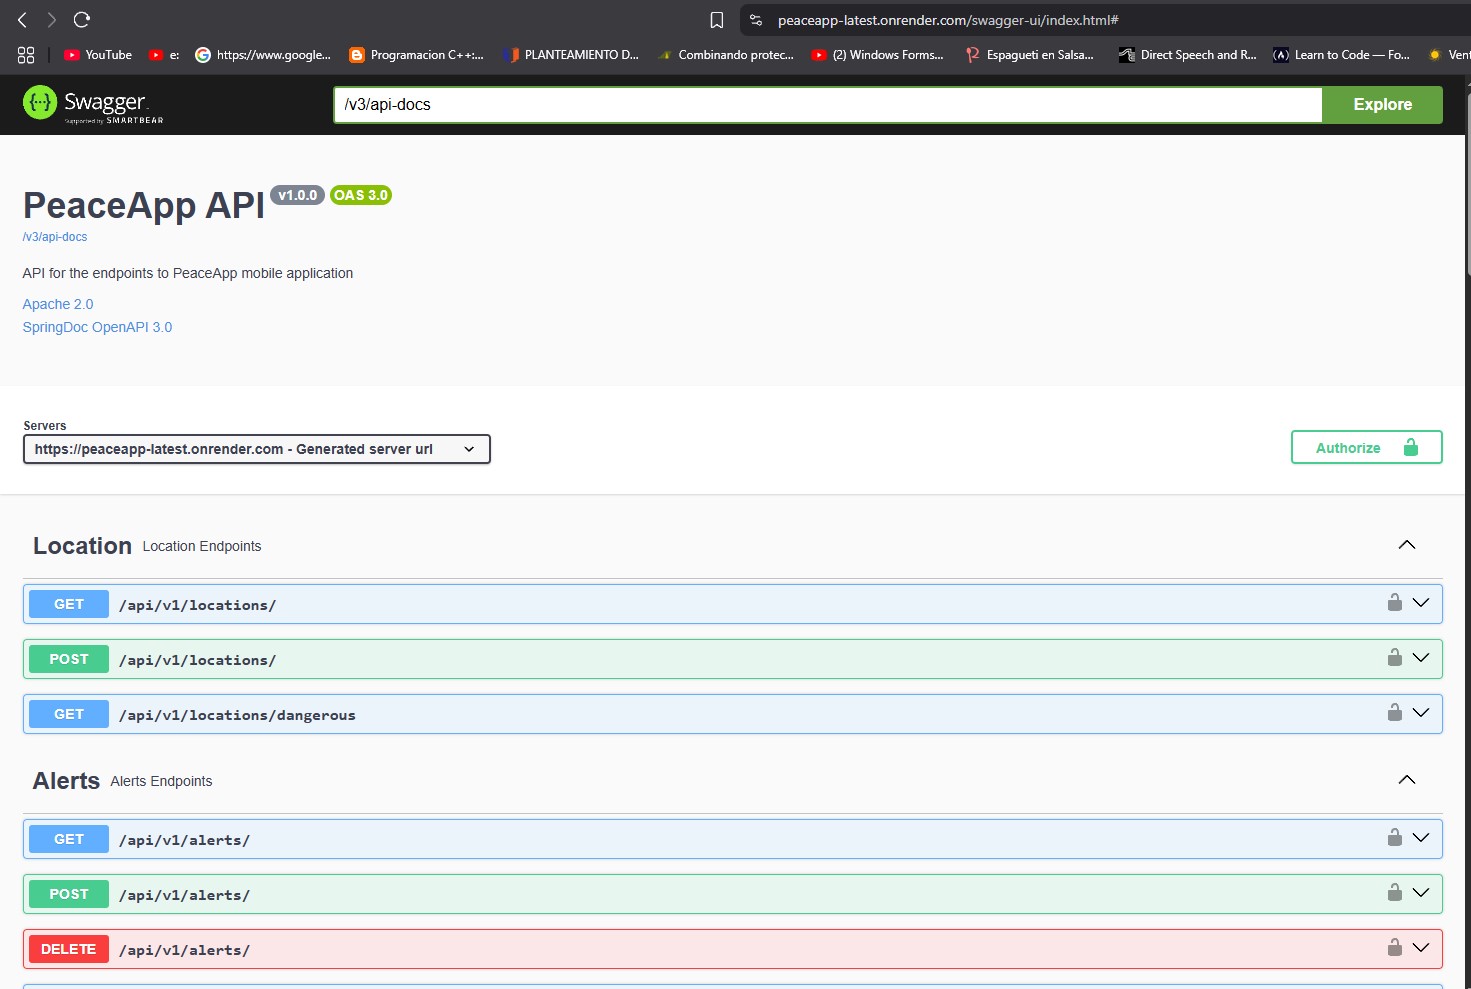 peaceapp-latest.onrender.com/swagger-ui/index.html#
YouTube
e:
https://www.google...
Programacion C++:...
PLANTEAMIENTO D...
Combinando protec...
(2) Windows Forms...
Espagueti en Salsa...
Direct Speech and R...
Learn to Code — Fo...
Vent
Swagger.
Supported by SMARTBEAR
/v3/api-docs
Explore
PeaceApp API v1.0.0 OAS 3.0
/v3/api-docs
API for the endpoints to PeaceApp mobile application
Apache 2.0
SpringDoc OpenAPI 3.0
Servers
https://peaceapp-latest.onrender.com - Generated server url
Authorize
Location Location Endpoints
GET /api/v1/locations/
POST /api/v1/locations/
GET /api/v1/locations/dangerous
Alerts Alerts Endpoints
GET /api/v1/alerts/
POST /api/v1/alerts/
DELETE /api/v1/alerts/